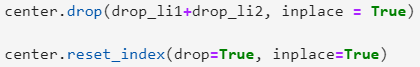 center.drop(drop_li1+drop_li2, inplace = True)
center.reset_index(drop=True, inplace=True)